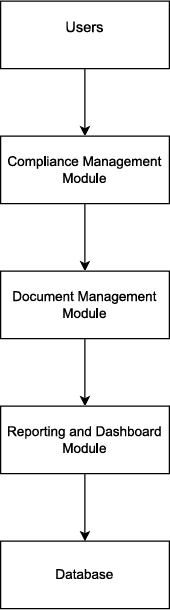 Users
Compliance Management
Module
Document Management
Module
Reporting and Dashboard
Module
Database